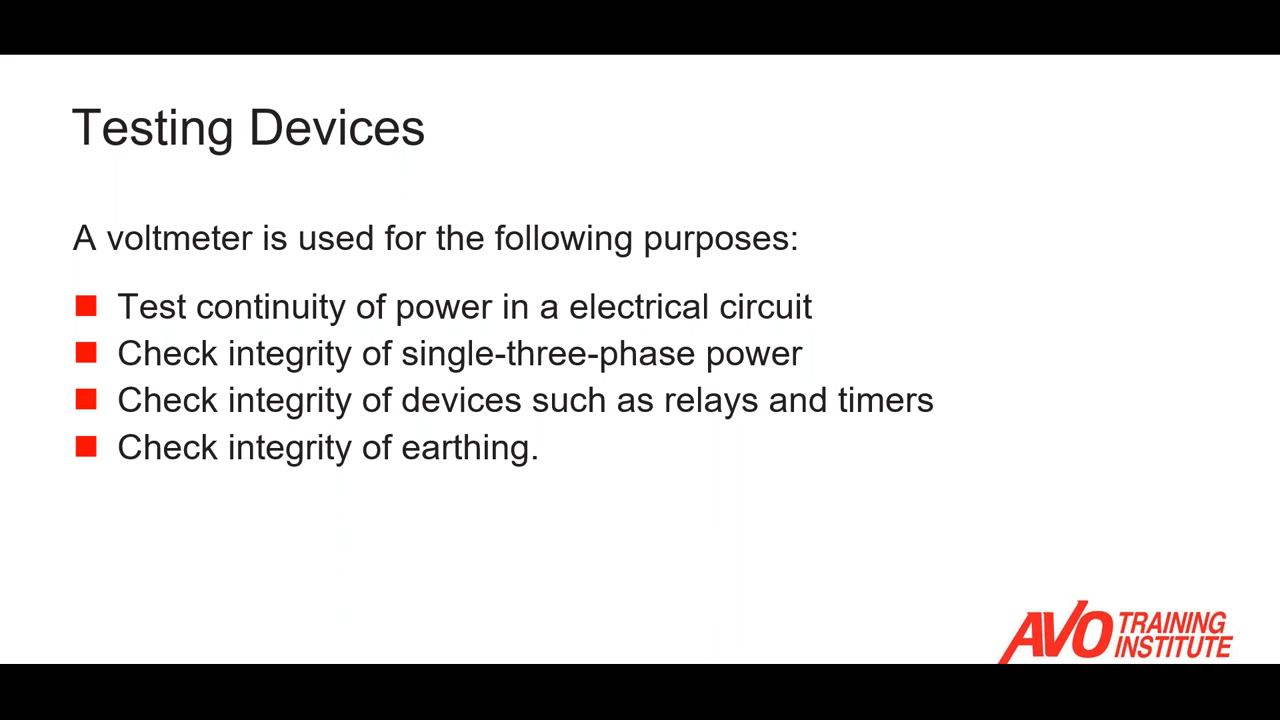 Testing Devices
A voltmeter is used for the following purposes:
Test continuity of power in a electrical circuit
Check integrity of single-three-phase power
Check integrity of devices such as relays and timers
Check integrity of earthing.
AVO TRAINING
INSTITUTE